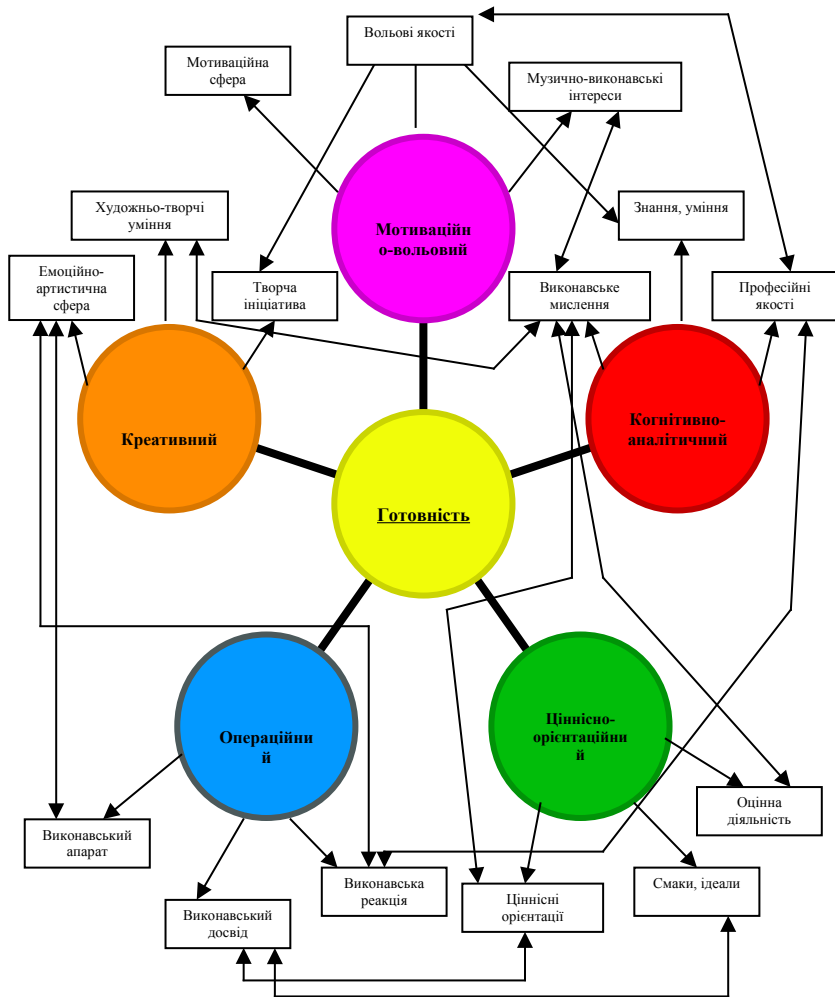 Вольові якості
Мотиваційна
сфера
Музично-виконавські
інтереси
Мотиваційн
о-вольовий
Художньо-творчі
уміння
Знання, уміння
Емоційно-
артистична
сфера
Творча
ініціатива
Виконавське
мислення
Професійні
якості
Креативний
Когнітивно-
аналітичний
Готовність
Операційни
й
Ціннісно-
орієнтаційни
й
Оцінна
діяльність
Виконавський
апарат
Виконавська
реакція
Ціннісні
орієнтації
Смаки, ідеали
Виконавський
досвід